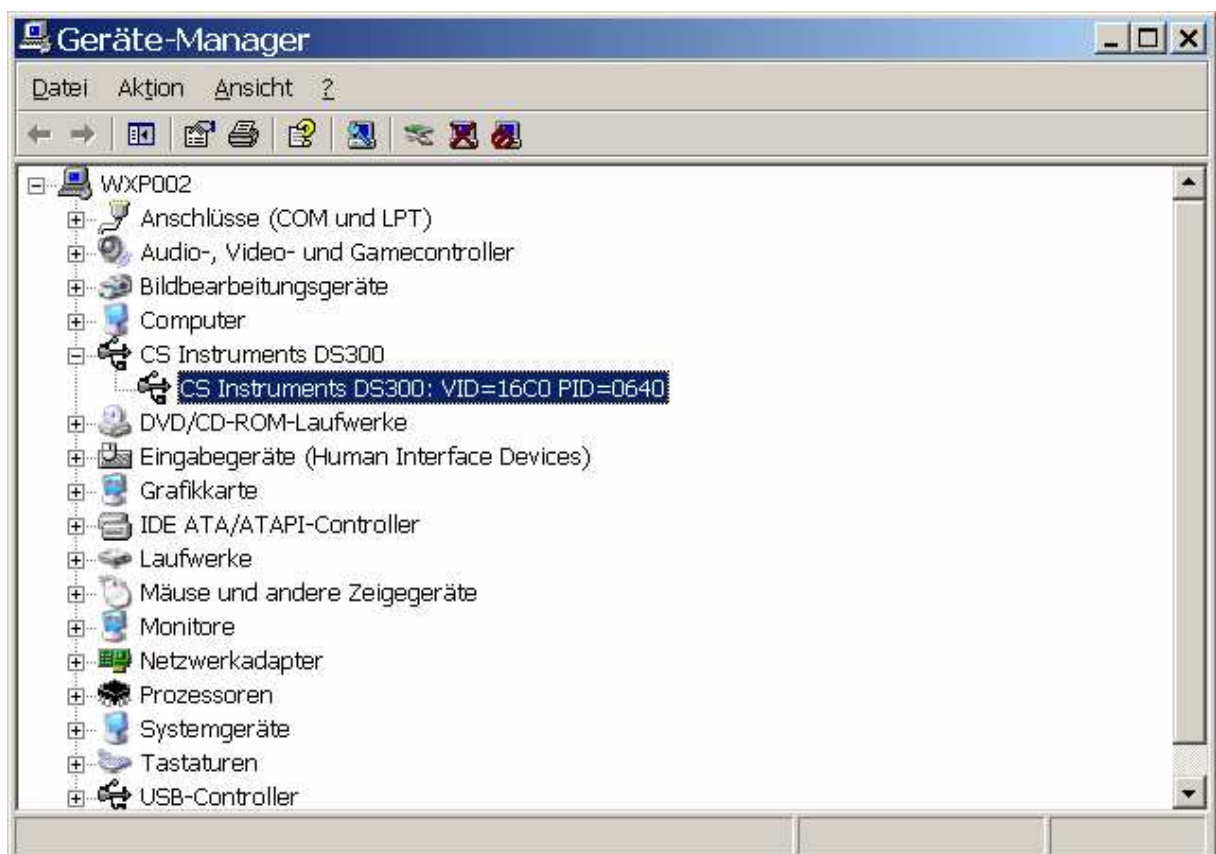 Geräte-Manager
Datei Aktion Ansicht ?
WXP002
Anschlüsse (COM und LPT)
Audio-, Video- und Gamecontroller
Bildbearbeitungsgeräte
Computer
CS Instruments DS300
CS Instruments DS300: VID=16C0 PID=0640
DVD/CD-ROM-Laufwerke
Eingabegeräte (Human Interface Devices)
Grafikkarte
IDE ATA/ATAPI-Controller
Laufwerke
Mäuse und andere Zeigegeräte
Monitore
Netzwerkadapter
Prozessoren
Systemgeräte
Tastaturen
USB-Controller